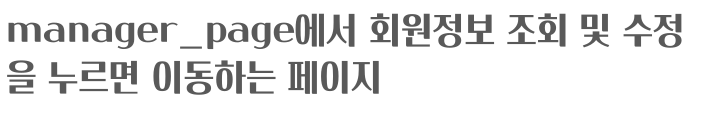 manager_page에서 회원정보 조회 및 수정
을 누르면 이동하는 페이지